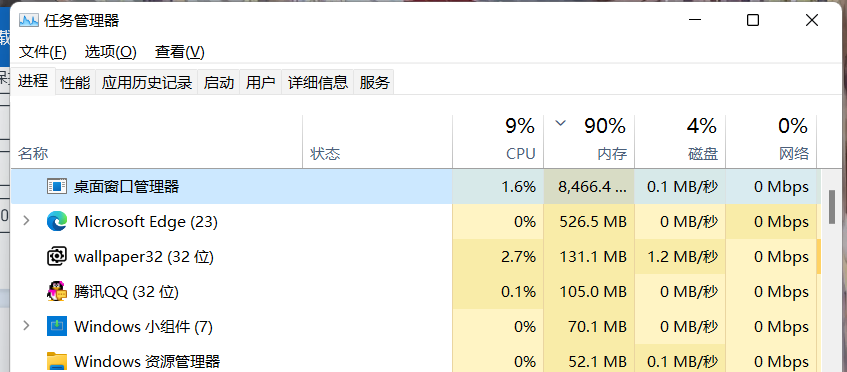 任务管理器
文件(F) 选项(O) 查看(V)
进程 性能 应用历史记录 启动 用户 详细信息 服务
9% 90% 4% 0%
名称 状态 CPU 内存 磁盘 网络
桌面窗口管理器 1.6% 8,466.4 ... 0.1 MB/秒 0 Mbps
Microsoft Edge (23) 0% 526.5 MB 0 MB/秒 0 Mbps
wallpaper32 (32 位) 2.7% 131.1 MB 1.2 MB/秒 0 Mbps
腾讯QQ (32 位) 0.1% 105.0 MB 0 MB/秒 0 Mbps
Windows 小组件 (7) 0% 70.1 MB 0 MB/秒 0 Mbps
Windows 资源管理器 0% 52.1 MB 0.1 MB/秒 0 Mbps